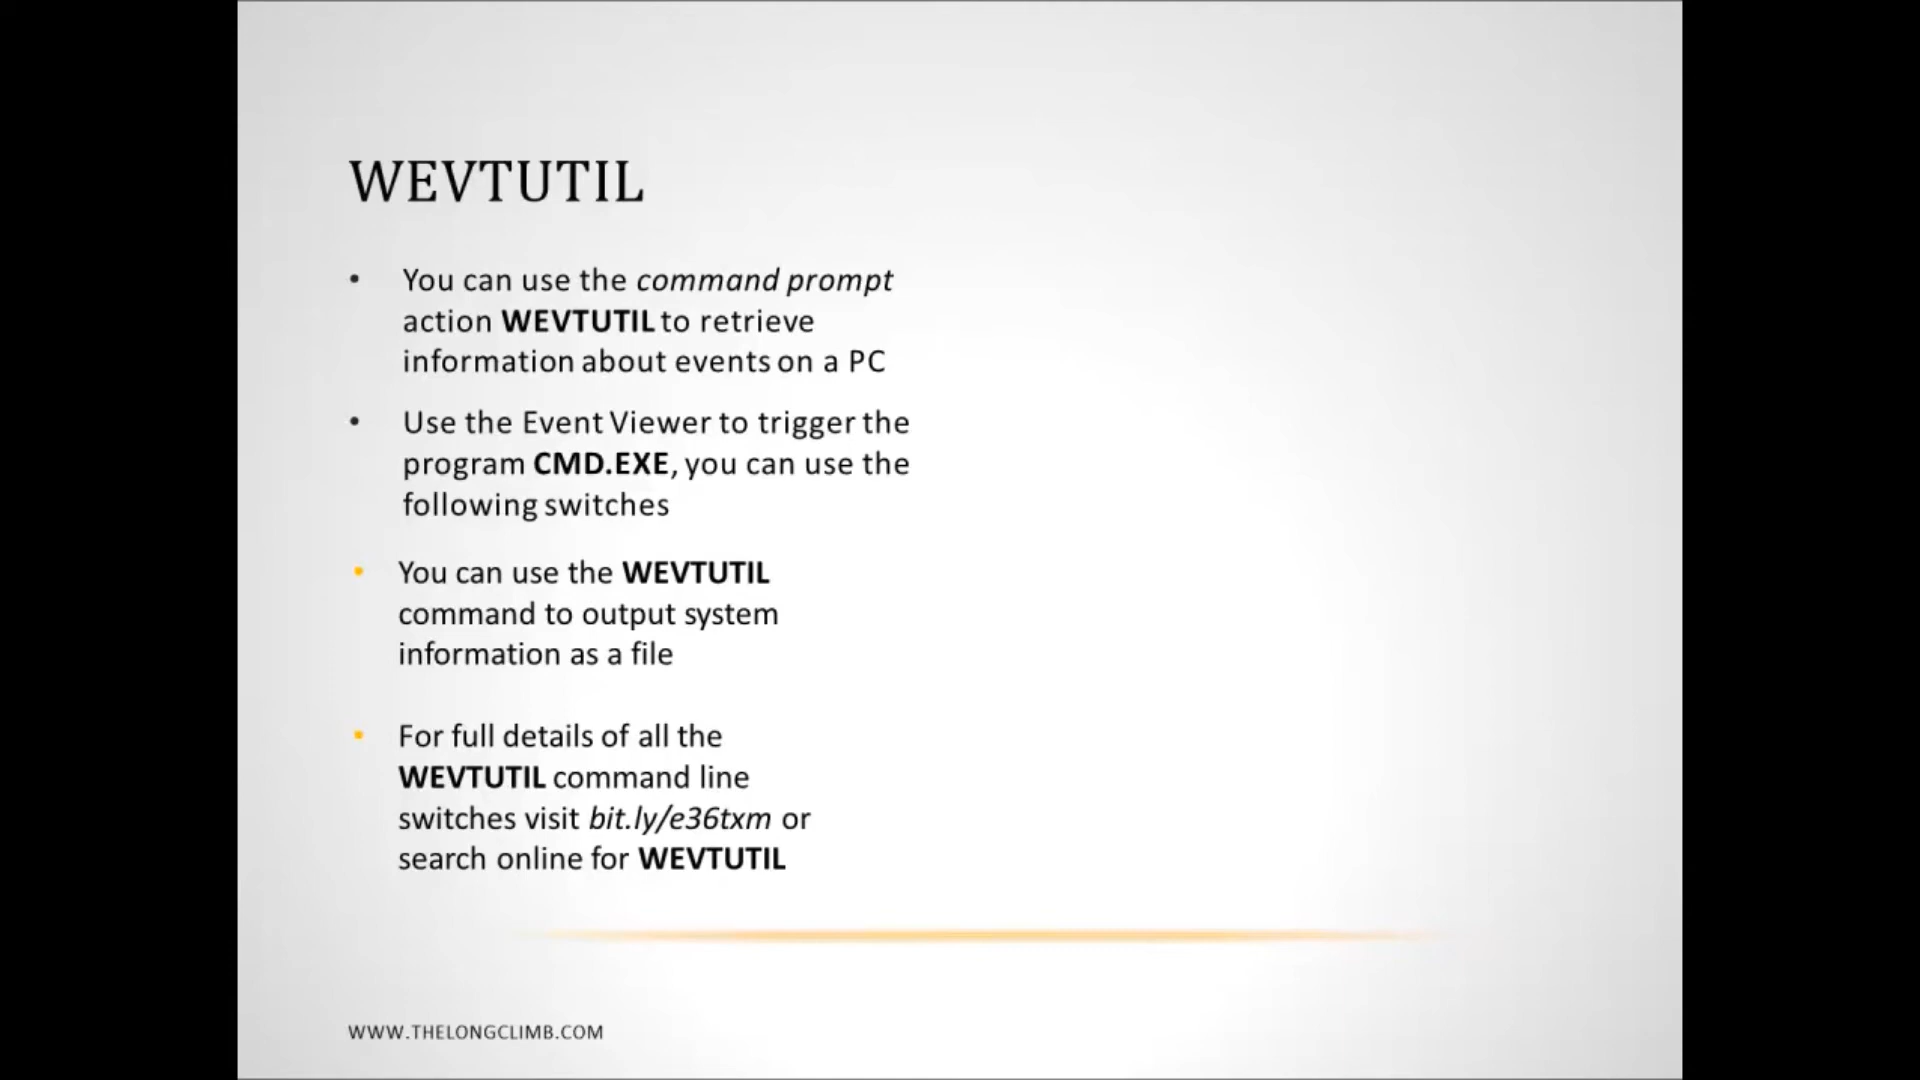 WEVTUTIL
• You can use the command prompt
action WEVTUTIL to retrieve
information about events on a PC
• Use the Event Viewer to trigger the
program CMD.EXE, you can use the
following switches
• You can use the WEVTUTIL
command to output system
information as a file
• For full details of all the
WEVTUTIL command line
switches visit bit.ly/e36txm or
search online for WEVTUTIL
WWW.THELONGCLIMB.COM